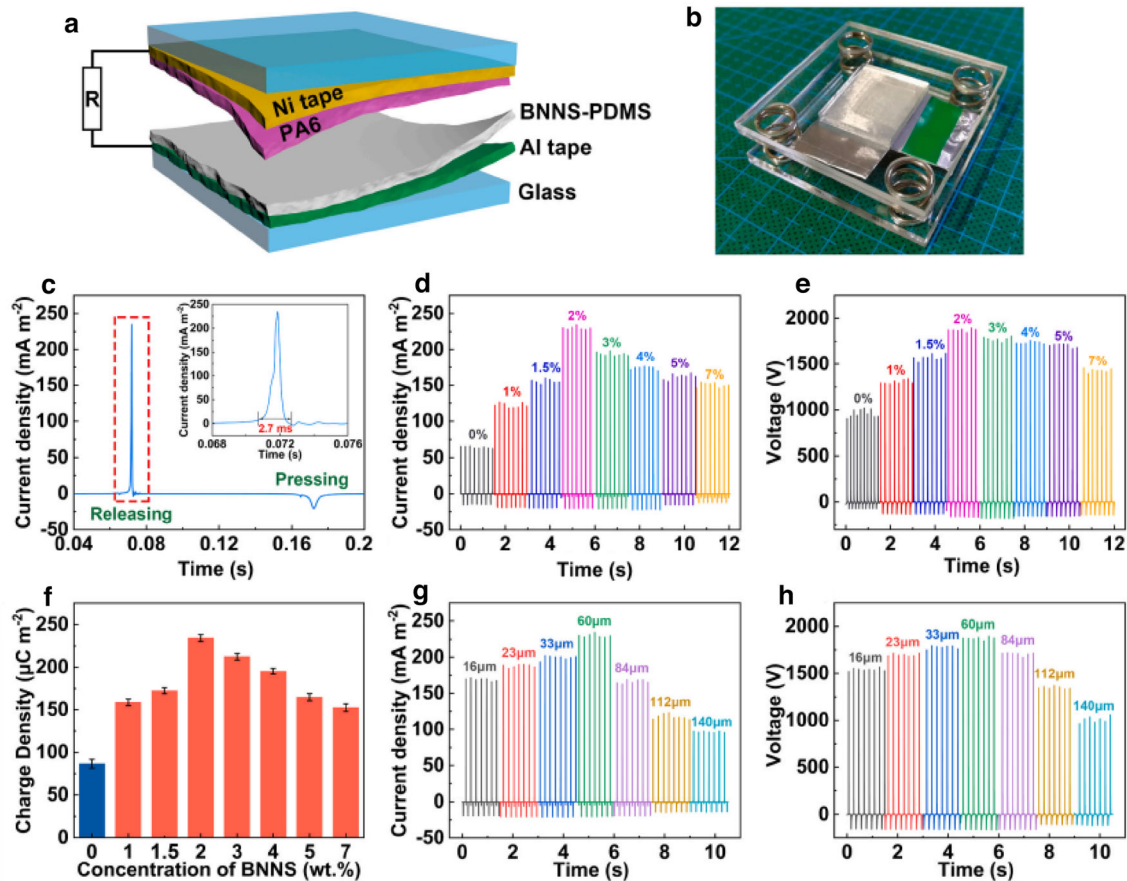 a
R
Ni tape
PA6
BNNS-PDMS
Al tape
Glass
b
c
Current density (mA m⁻²)
250
200
150
100
50
0
-50
0.04
0.08
0.12
0.16
0.2
Time (s)
Releasing
Pressing
Current density (mA m⁻²)
250
200
150
100
50
0
0.068
0.072
0.076
Time (s)
2.7 ms
d
Current density (mA m⁻²)
250
200
150
100
50
0
-50
0%
1%
1.5%
2%
3%
4%
5%
7%
0 2 4 6 8 10 12
Time (s)
e
Voltage (V)
2000
1500
1000
500
0
0%
1%
1.5%
2%
3%
4%
5%
7%
0 2 4 6 8 10 12
Time (s)
f
Charge Density (μC m⁻²)
300
250
200
150
100
50
0
0 1 1.5 2 3 4 5 7
Concentration of BNNS (wt.%)
g
Current density (mA m⁻²)
250
200
150
100
50
0
-50
16μm
23μm
33μm
60μm
84μm
112μm
140μm
0 2 4 6 8 10
Time (s)
h
Voltage (V)
2000
1500
1000
500
0
16μm
23μm
33μm
60μm
84μm
112μm
140μm
0 2 4 6 8 10
Time (s)